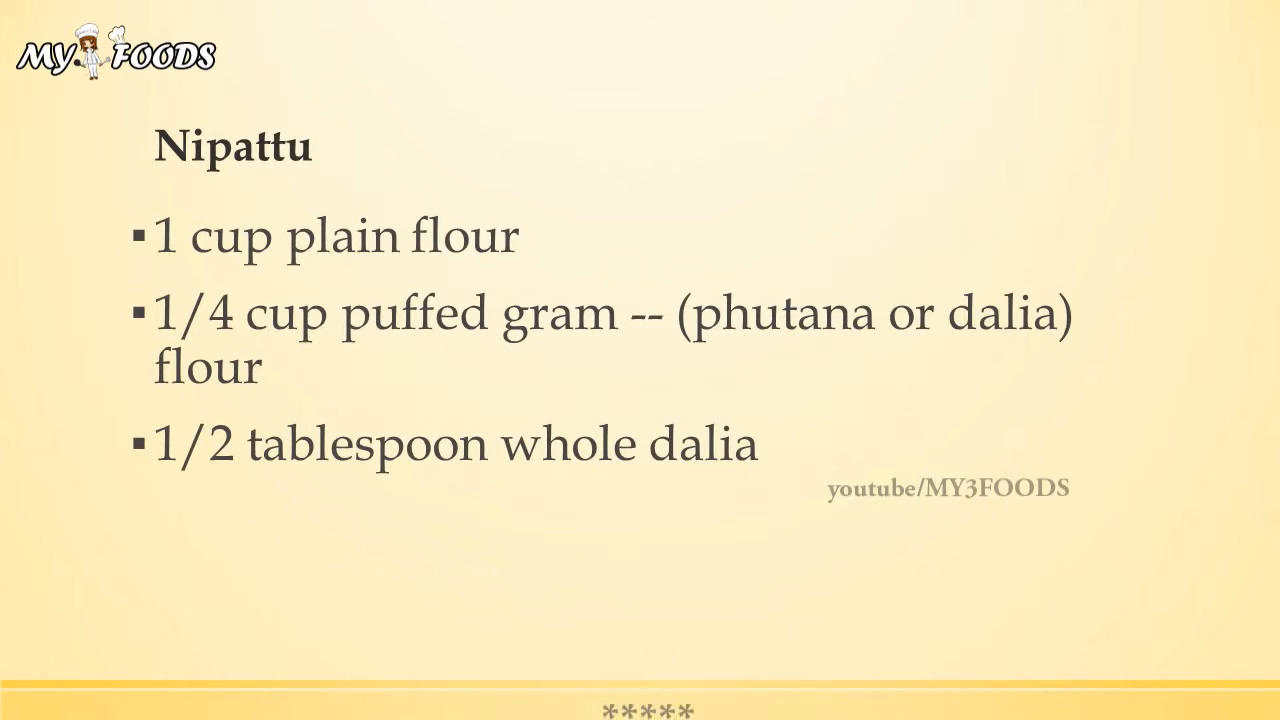 MY FOODS
Nipattu
▪1 cup plain flour
▪1/4 cup puffed gram -- (phutana or dalia)
flour
▪1/2 tablespoon whole dalia
youtube/MY3FOODS
*****